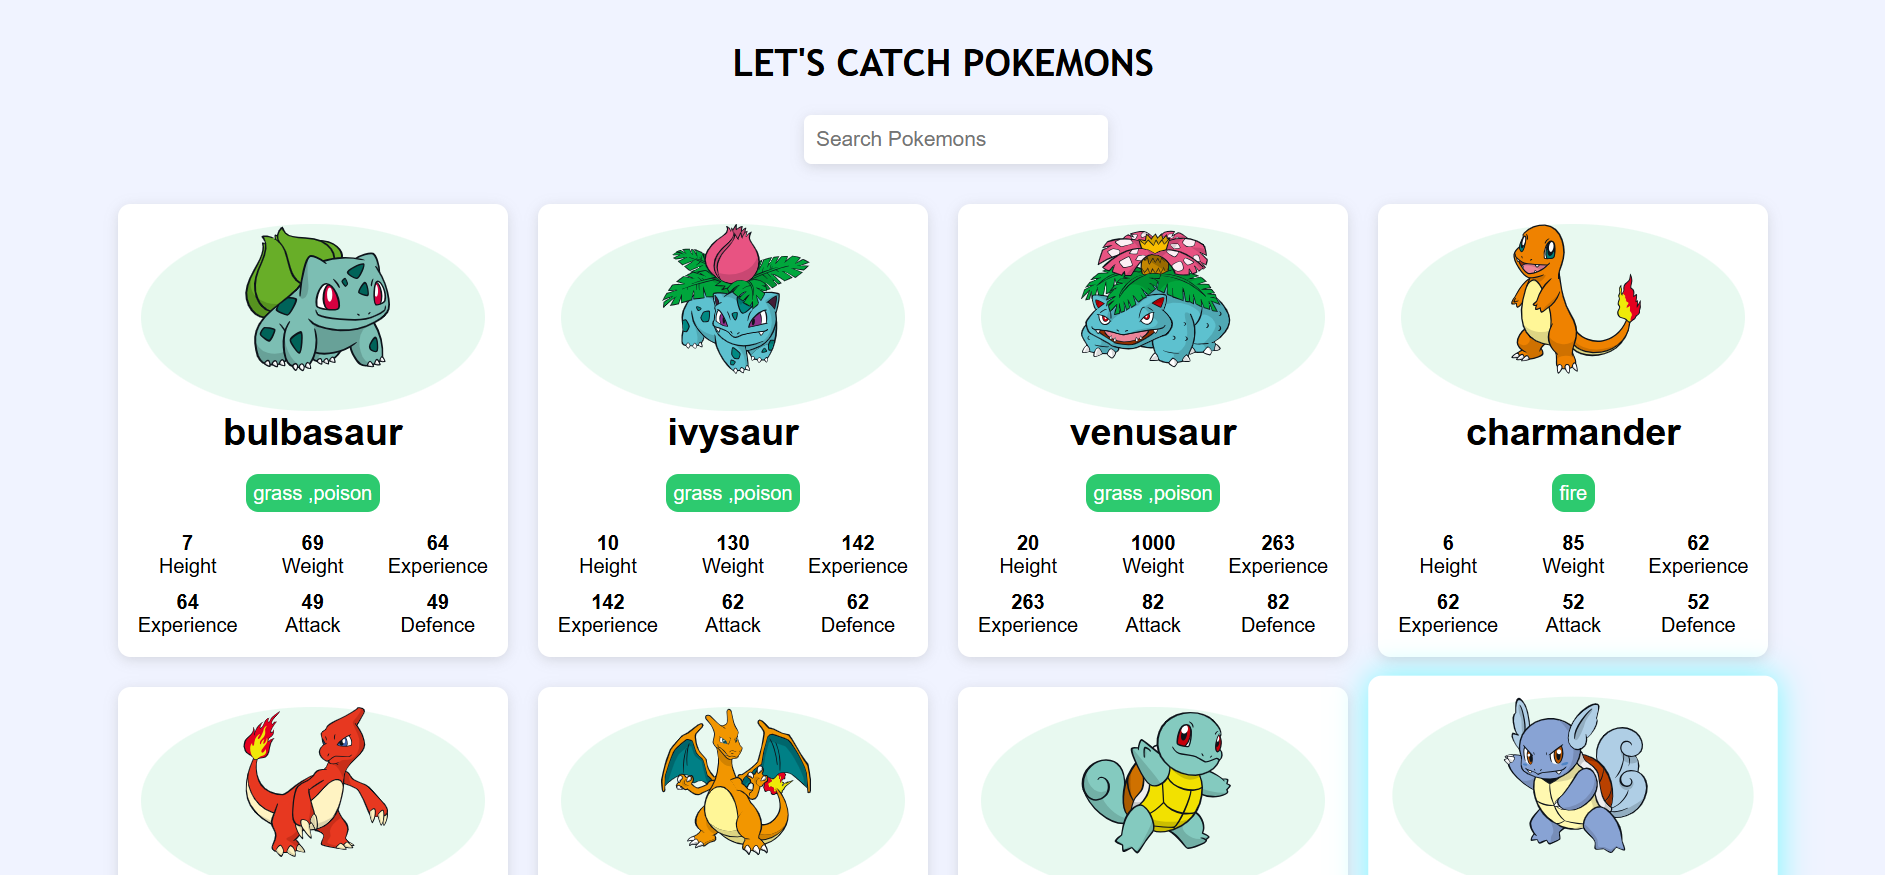 LET'S CATCH POKEMONS
Search Pokemons
bulbasaur
grass ,poison
7 69 64
Height Weight Experience
64 49 49
Experience Attack Defence
ivysaur
grass ,poison
10 130 142
Height Weight Experience
142 62 62
Experience Attack Defence
venusaur
grass ,poison
20 1000 263
Height Weight Experience
263 82 82
Experience Attack Defence
charmander
fire
6 85 62
Height Weight Experience
62 52 52
Experience Attack Defence